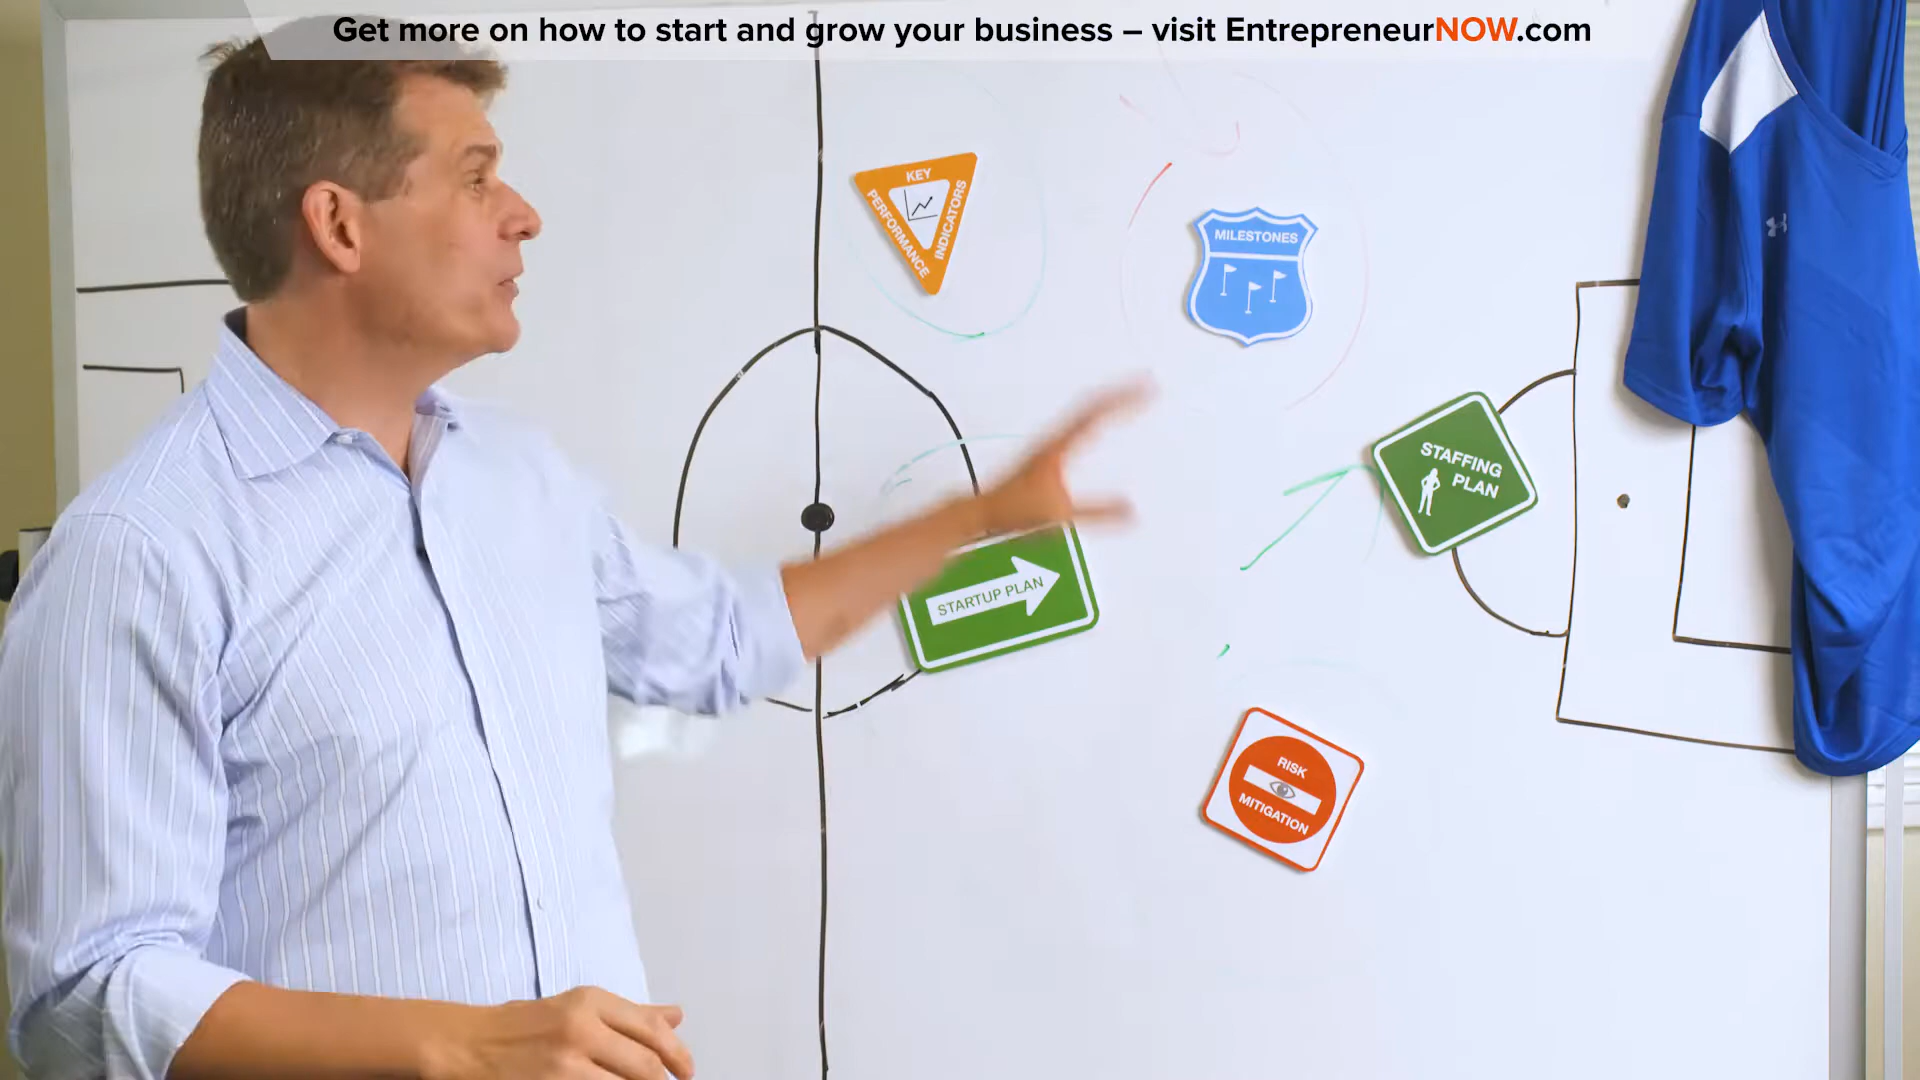 Get more on how to start and grow your business – visit EntrepreneurNOW.com
KEY
PERFORMANCE
INDICATORS
MILESTONES
STAFFING
PLAN
STARTUP PLAN
RISK
MITIGATION